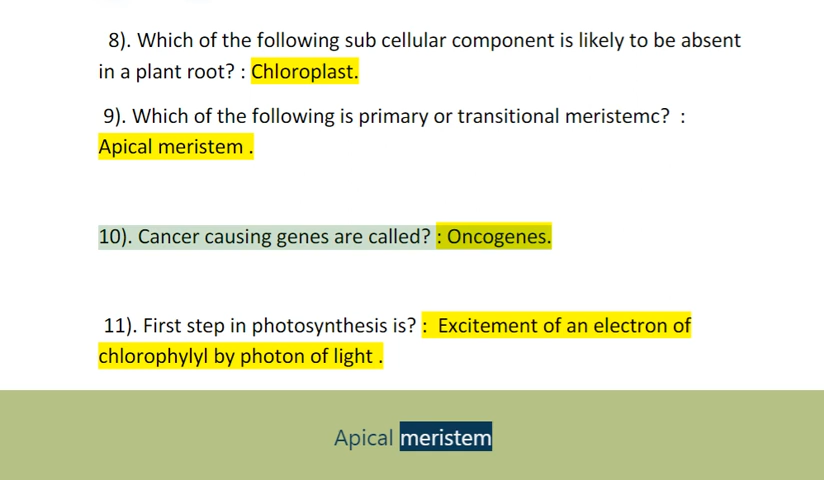 8). Which of the following sub cellular component is likely to be absent
in a plant root? : Chloroplast.
9). Which of the following is primary or transitional meristemc? :
Apical meristem .
10). Cancer causing genes are called? : Oncogenes.
11). First step in photosynthesis is? : Excitement of an electron of
chlorophylyl by photon of light .
Apical meristem